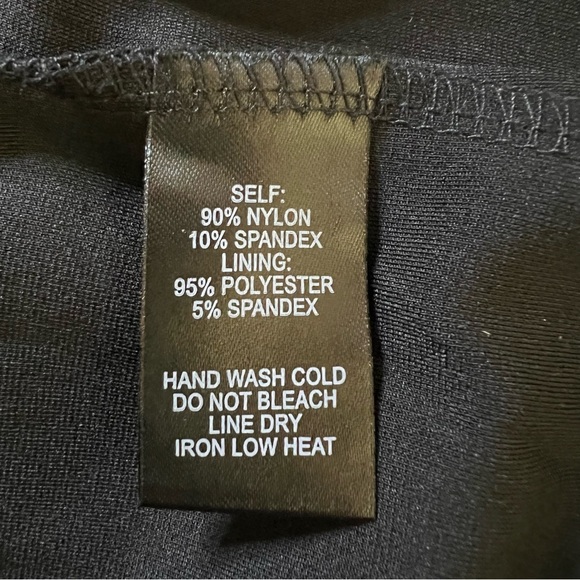 SELF:
90% NYLON
10% SPANDEX
LINING:
95% POLYESTER
5% SPANDEX
HAND WASH COLD
DO NOT BLEACH
LINE DRY
IRON LOW HEAT